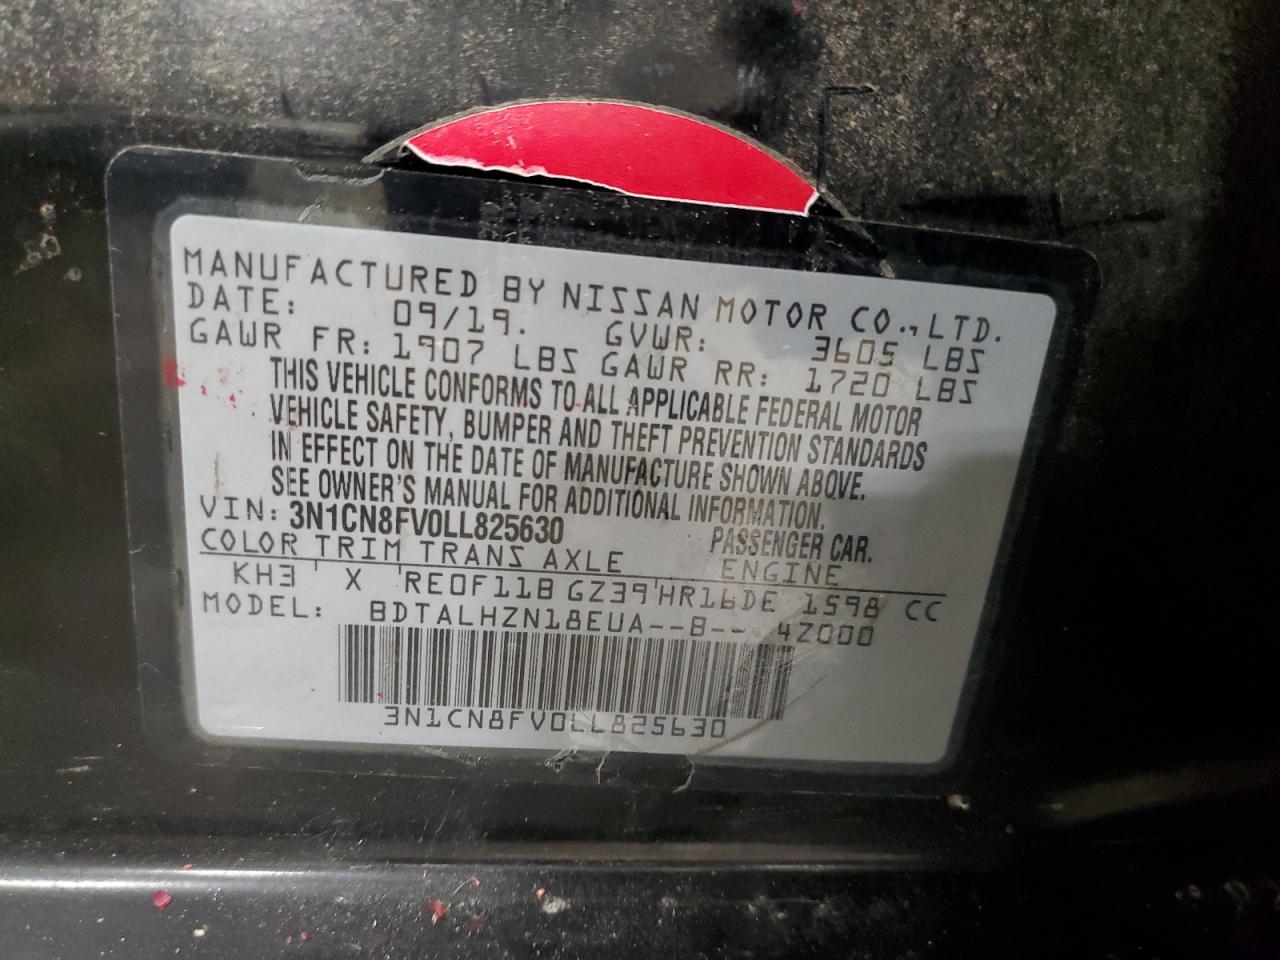 MANUFACTURED BY NISSAN MOTOR CO., LTD.
DATE: 09/19. GVWR: 3605 LBS
GAWR FR: 1907 LBS GAWR RR: 1720 LBS
THIS VEHICLE CONFORMS TO ALL APPLICABLE FEDERAL MOTOR
VEHICLE SAFETY, BUMPER AND THEFT PREVENTION STANDARDS
IN EFFECT ON THE DATE OF MANUFACTURE SHOWN ABOVE.
SEE OWNER'S MANUAL FOR ADDITIONAL INFORMATION.
VIN: 3N1CN8FV0LL825630 PASSENGER CAR.
COLOR TRIM TRANS AXLE ENGINE
KH3 X RE0F11B GZ39 HR16DE 1598 CC
MODEL: BDTALHZN18EUA--B-- 4Z000
3N1CN8FV0LL825630